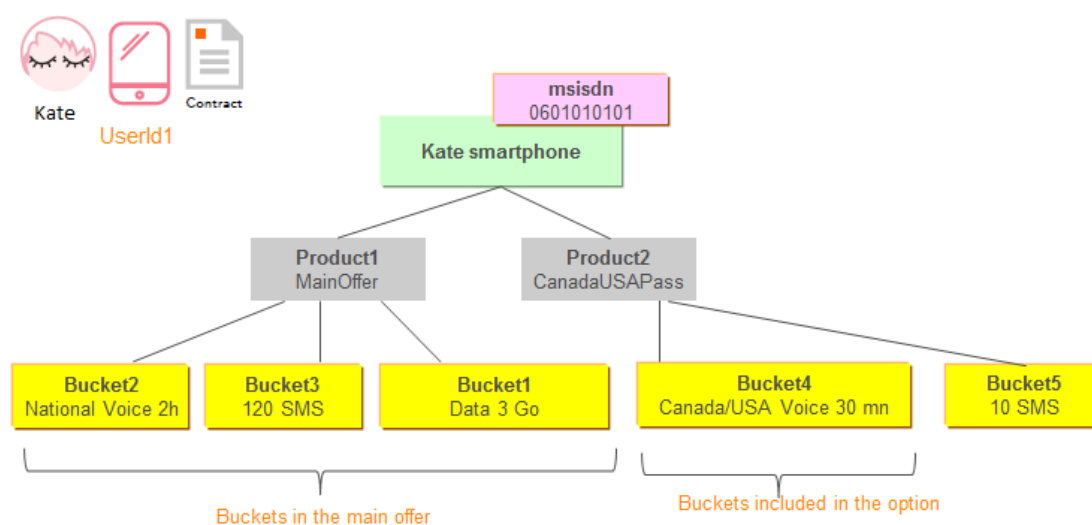 Kate
UserId1
Contract
msisdn
0601010101
Kate smartphone
Product1
MainOffer
Product2
CanadaUSAPass
Bucket2
National Voice 2h
Bucket3
120 SMS
Bucket1
Data 3 Go
Bucket4
Canada/USA Voice 30 mn
Bucket5
10 SMS
Buckets in the main offer
Buckets included in the option